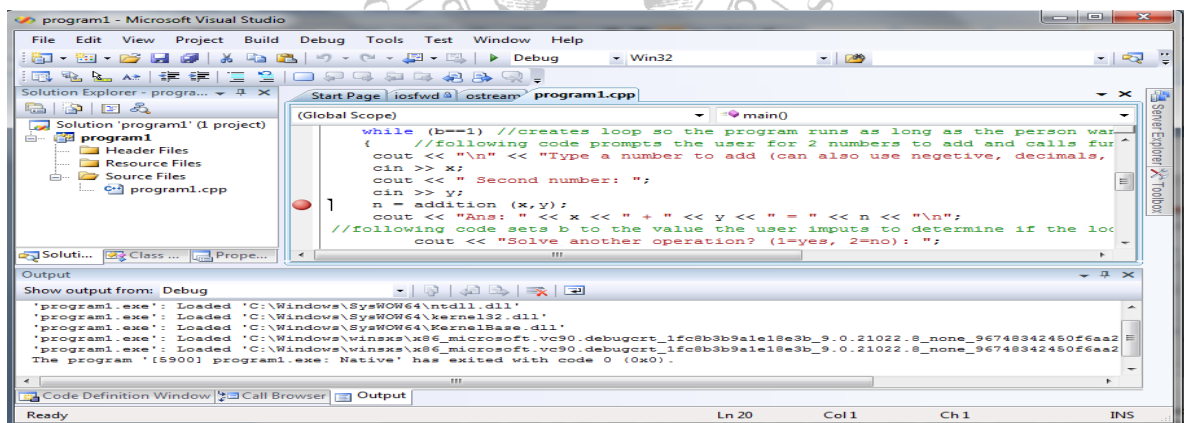 program1 - Microsoft Visual Studio
File Edit View Project Build Debug Tools Test Window Help
Debug Win32
Solution Explorer - progra...
Solution 'program1' (1 project)
program1
Header Files
Resource Files
Source Files
program1.cpp
Soluti... Class ... Prope...
Start Page iosfwd ostream program1.cpp
(Global Scope) main()
while (b==1) //creates loop so the program runs as long as the person wan
{ //following code prompts the user for 2 numbers to add and calls fun
cout << "\n" << "Type a number to add (can also use negetive, decimals,
cin >> x;
cout << " Second number: ";
cin >> y;
n = addition (x,y);
cout << "Ans: " << x << " + " << y << " = " << n << "\n";
//following code sets b to the value the user imputs to determine if the loo
cout << "Solve another operation? (1=yes, 2=no): ";
Server Explorer
Toolbox
Output
Show output from: Debug
'program1.exe': Loaded 'C:\Windows\SysWOW64\ntdll.dll'
'program1.exe': Loaded 'C:\Windows\SysWOW64\kernel32.dll'
'program1.exe': Loaded 'C:\Windows\SysWOW64\KernelBase.dll'
'program1.exe': Loaded 'C:\Windows\winsxs\x86_microsoft.vc90.debugcrt_1fc8b3b9a1e18e3b_9.0.21022.8_none_96748342450f6aa2
'program1.exe': Loaded 'C:\Windows\winsxs\x86_microsoft.vc90.debugcrt_1fc8b3b9a1e18e3b_9.0.21022.8_none_96748342450f6aa2
The program '[5900] program1.exe: Native' has exited with code 0 (0x0).
Code Definition Window Call Browser Output
Ready Ln 20 Col 1 Ch 1 INS